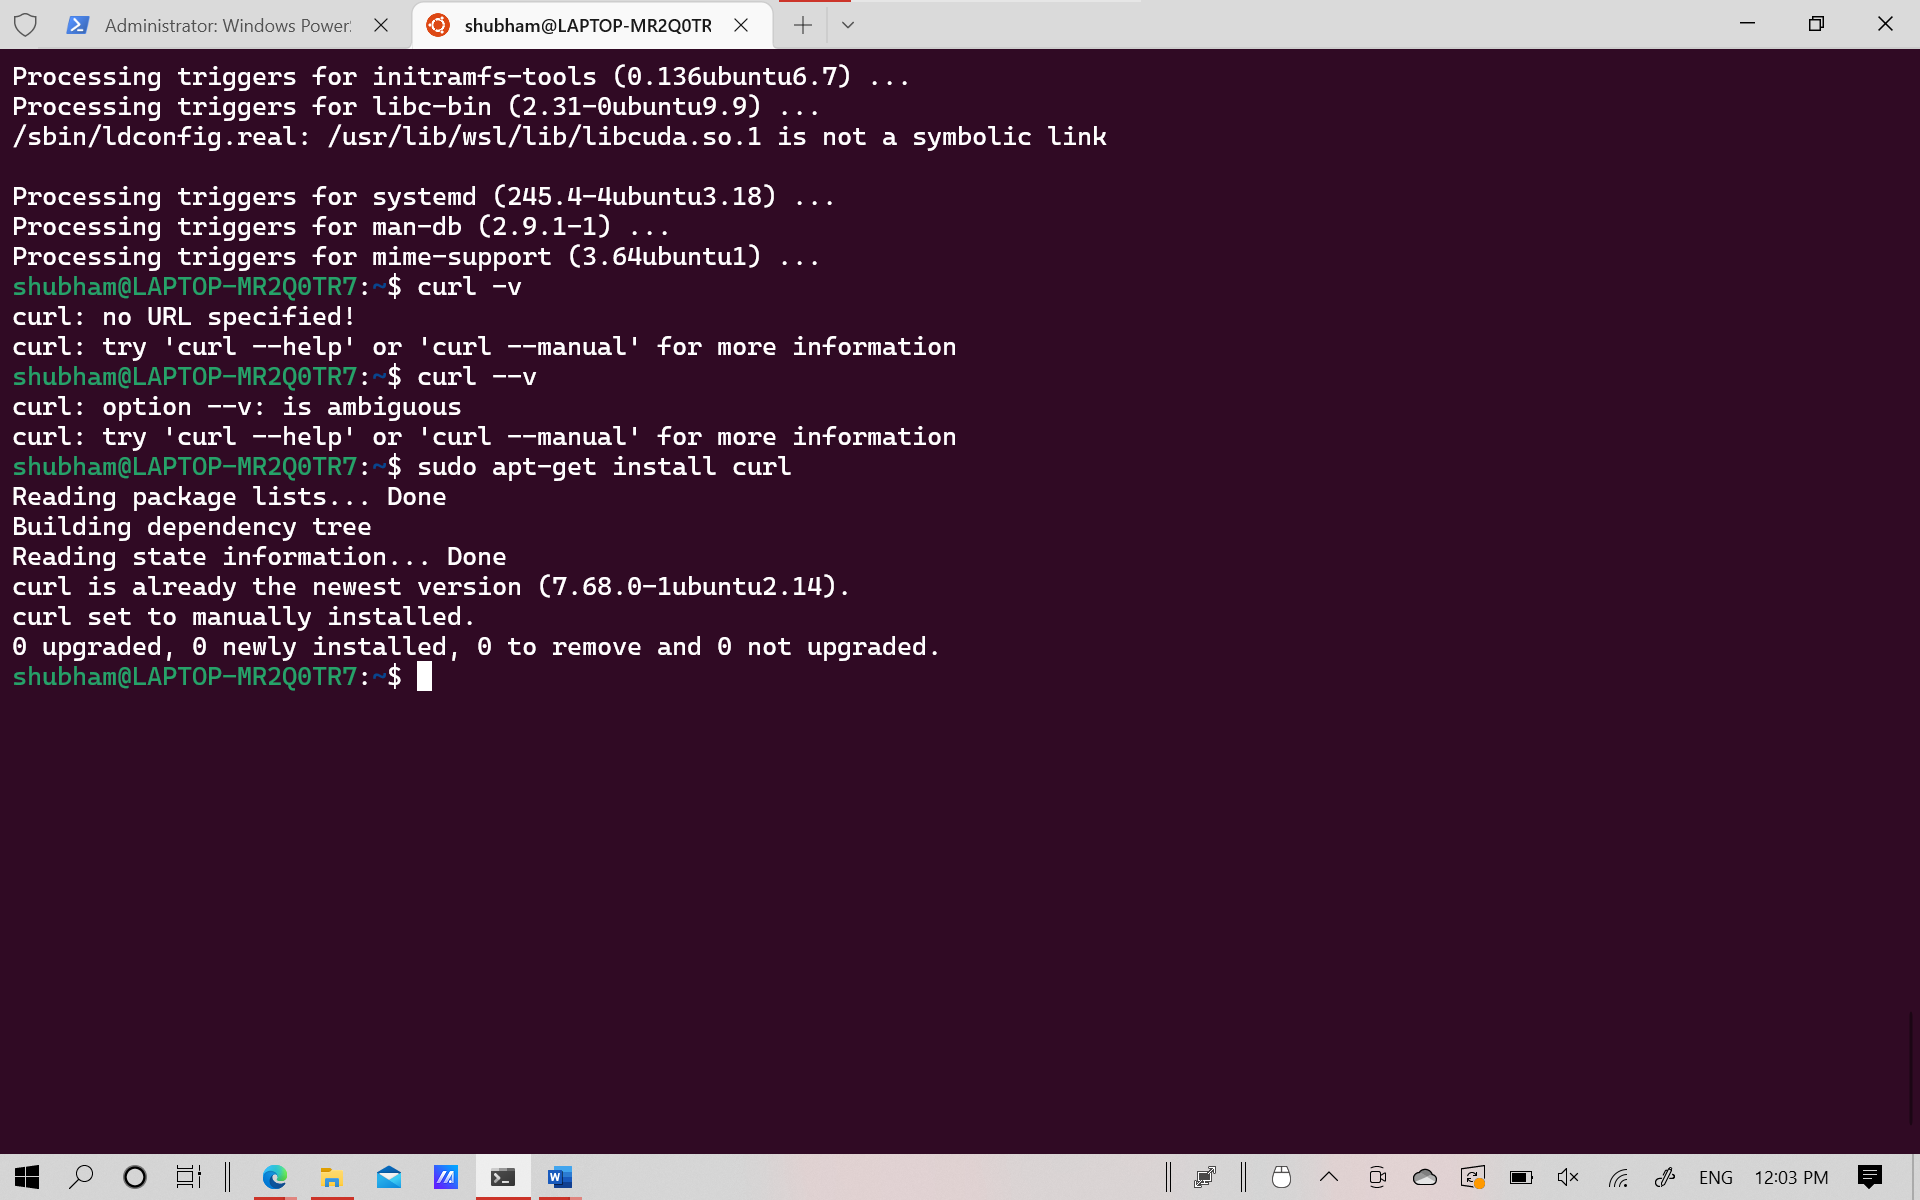 Administrator: Windows Power
shubham@LAPTOP-MR2Q0TR
Processing triggers for initramfs-tools (0.136ubuntu6.7) ...
Processing triggers for libc-bin (2.31-0ubuntu9.9) ...
/sbin/ldconfig.real: /usr/lib/wsl/lib/libcuda.so.1 is not a symbolic link
Processing triggers for systemd (245.4-4ubuntu3.18) ...
Processing triggers for man-db (2.9.1-1) ...
Processing triggers for mime-support (3.64ubuntu1) ...
shubham@LAPTOP-MR2Q0TR7:~$ curl -v
curl: no URL specified!
curl: try 'curl --help' or 'curl --manual' for more information
shubham@LAPTOP-MR2Q0TR7:~$ curl --v
curl: option --v: is ambiguous
curl: try 'curl --help' or 'curl --manual' for more information
shubham@LAPTOP-MR2Q0TR7:~$ sudo apt-get install curl
Reading package lists... Done
Building dependency tree
Reading state information... Done
curl is already the newest version (7.68.0-1ubuntu2.14).
curl set to manually installed.
0 upgraded, 0 newly installed, 0 to remove and 0 not upgraded.
shubham@LAPTOP-MR2Q0TR7:~$
ENG 12:03 PM